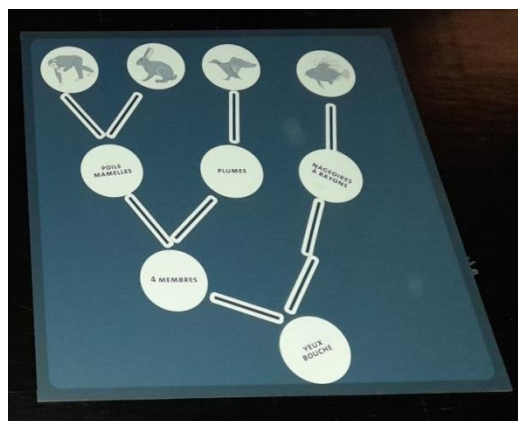 POILS
MAMELLES
PLUMES
NAGEOIRES
À RAYONS
4 MEMBRES
YEUX
BOUCHE